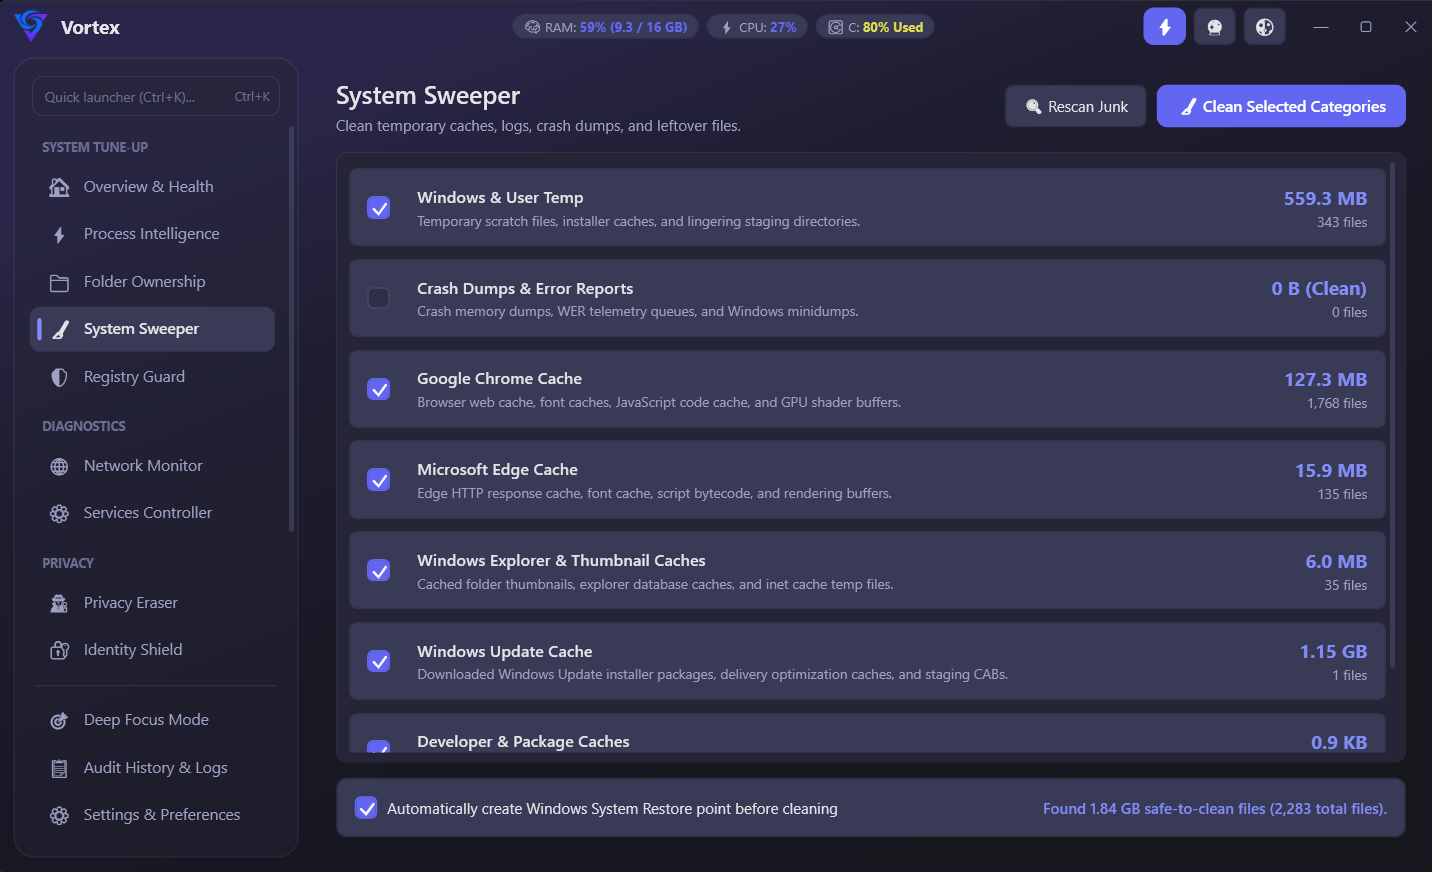 Vortex
RAM: 59% (9.3 / 16 GB)
CPU: 27%
C: 80% Used
Quick launcher (Ctrl+K)...
Ctrl+K
SYSTEM TUNE-UP
Overview & Health
Process Intelligence
Folder Ownership
System Sweeper
Registry Guard
DIAGNOSTICS
Network Monitor
Services Controller
PRIVACY
Privacy Eraser
Identity Shield
Deep Focus Mode
Audit History & Logs
Settings & Preferences
System Sweeper
Clean temporary caches, logs, crash dumps, and leftover files.
Rescan Junk
Clean Selected Categories
Windows & User Temp
Temporary scratch files, installer caches, and lingering staging directories.
559.3 MB
343 files
Crash Dumps & Error Reports
Crash memory dumps, WER telemetry queues, and Windows minidumps.
0 B (Clean)
0 files
Google Chrome Cache
Browser web cache, font caches, JavaScript code cache, and GPU shader buffers.
127.3 MB
1,768 files
Microsoft Edge Cache
Edge HTTP response cache, font cache, script bytecode, and rendering buffers.
15.9 MB
135 files
Windows Explorer & Thumbnail Caches
Cached folder thumbnails, explorer database caches, and inet cache temp files.
6.0 MB
35 files
Windows Update Cache
Downloaded Windows Update installer packages, delivery optimization caches, and staging CABs.
1.15 GB
1 files
Developer & Package Caches
0.9 KB
Automatically create Windows System Restore point before cleaning
Found 1.84 GB safe-to-clean files (2,283 total files).